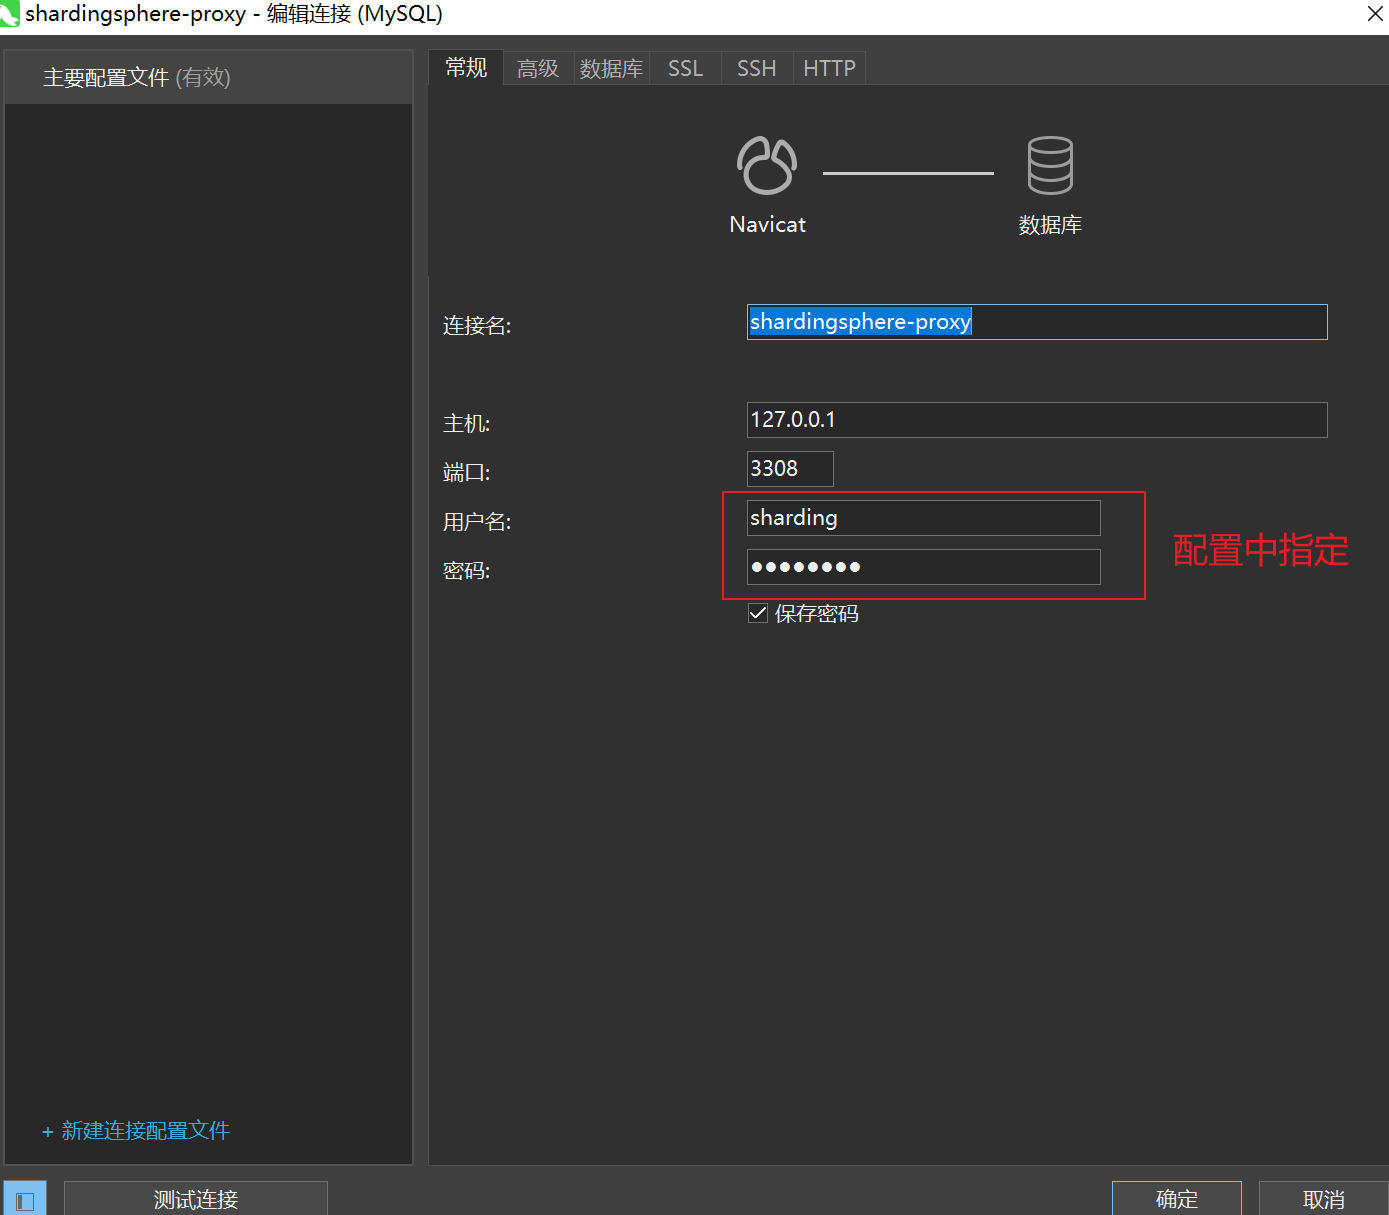 shardingsphere-proxy - 编辑连接 (MySQL)
主要配置文件 (有效)
常规 高级 数据库 SSL SSH HTTP
Navicat 数据库
连接名: shardingsphere-proxy
主机: 127.0.0.1
端口: 3308
用户名: sharding
配置中指定
密码: ●●●●●●●●
保存密码
+ 新建连接配置文件
测试连接 确定 取消